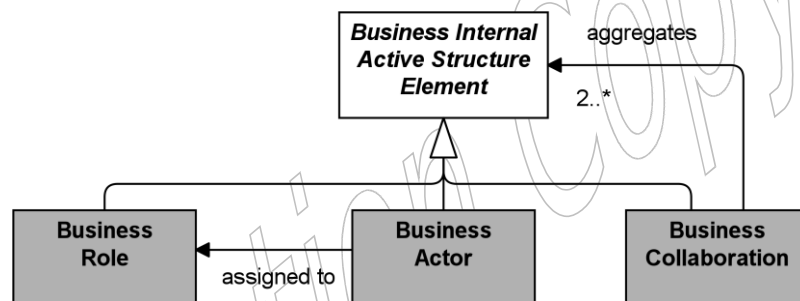 Business Internal
Active Structure
Element
aggregates
2..*
Business
Role
assigned to
Business
Actor
Business
Collaboration